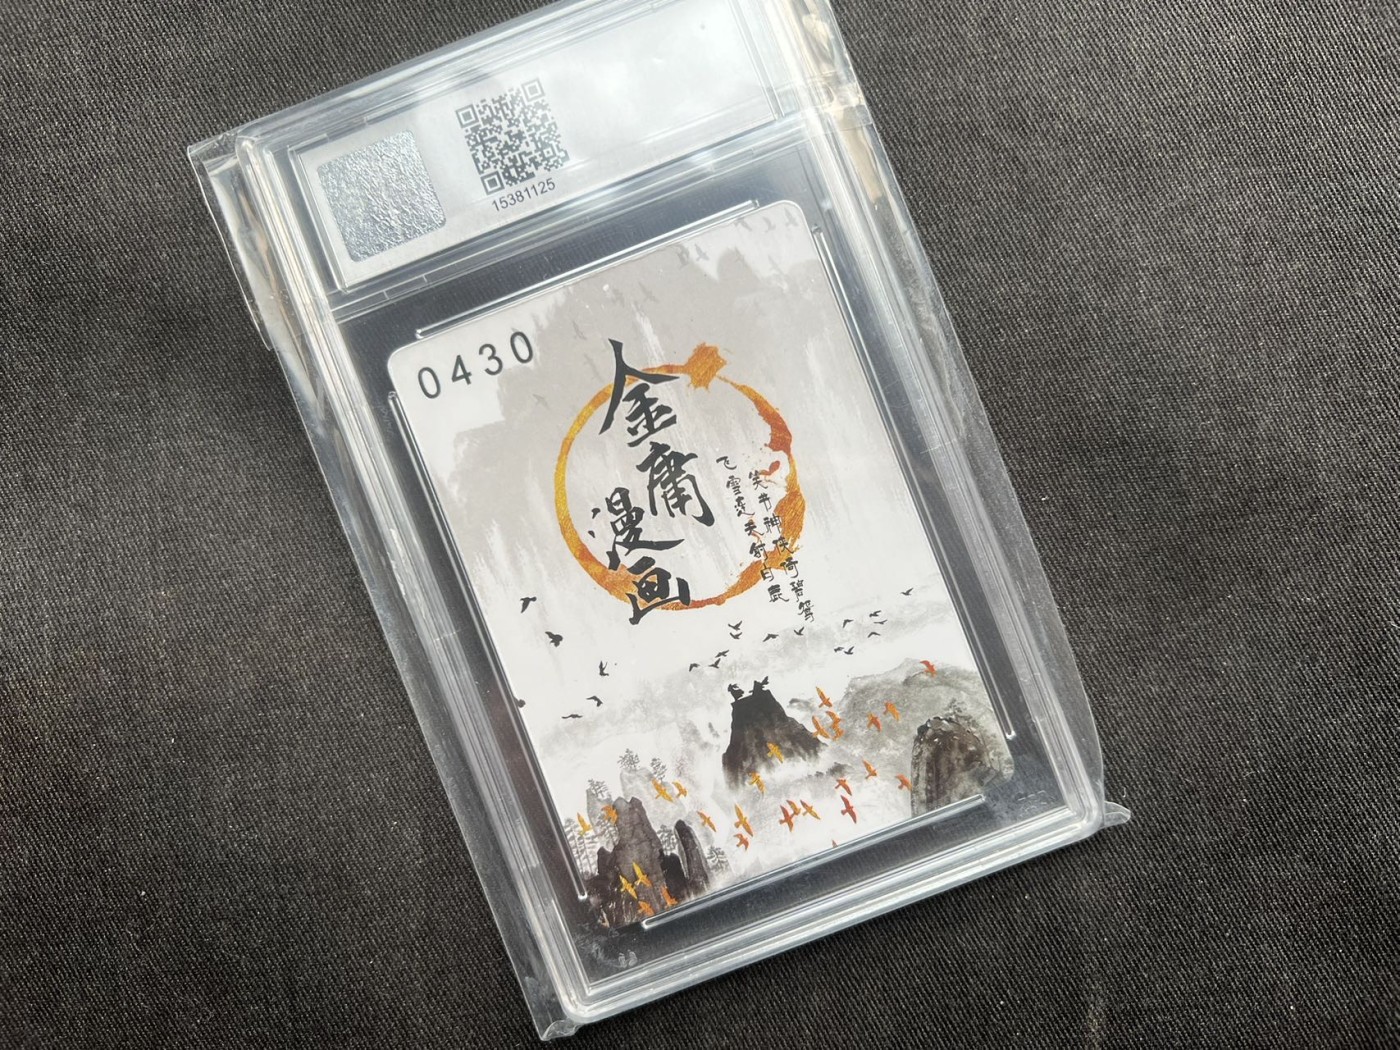 15381125
0430
金庸
漫画
飞雪连天射白鹿
笑书神侠倚碧鸳